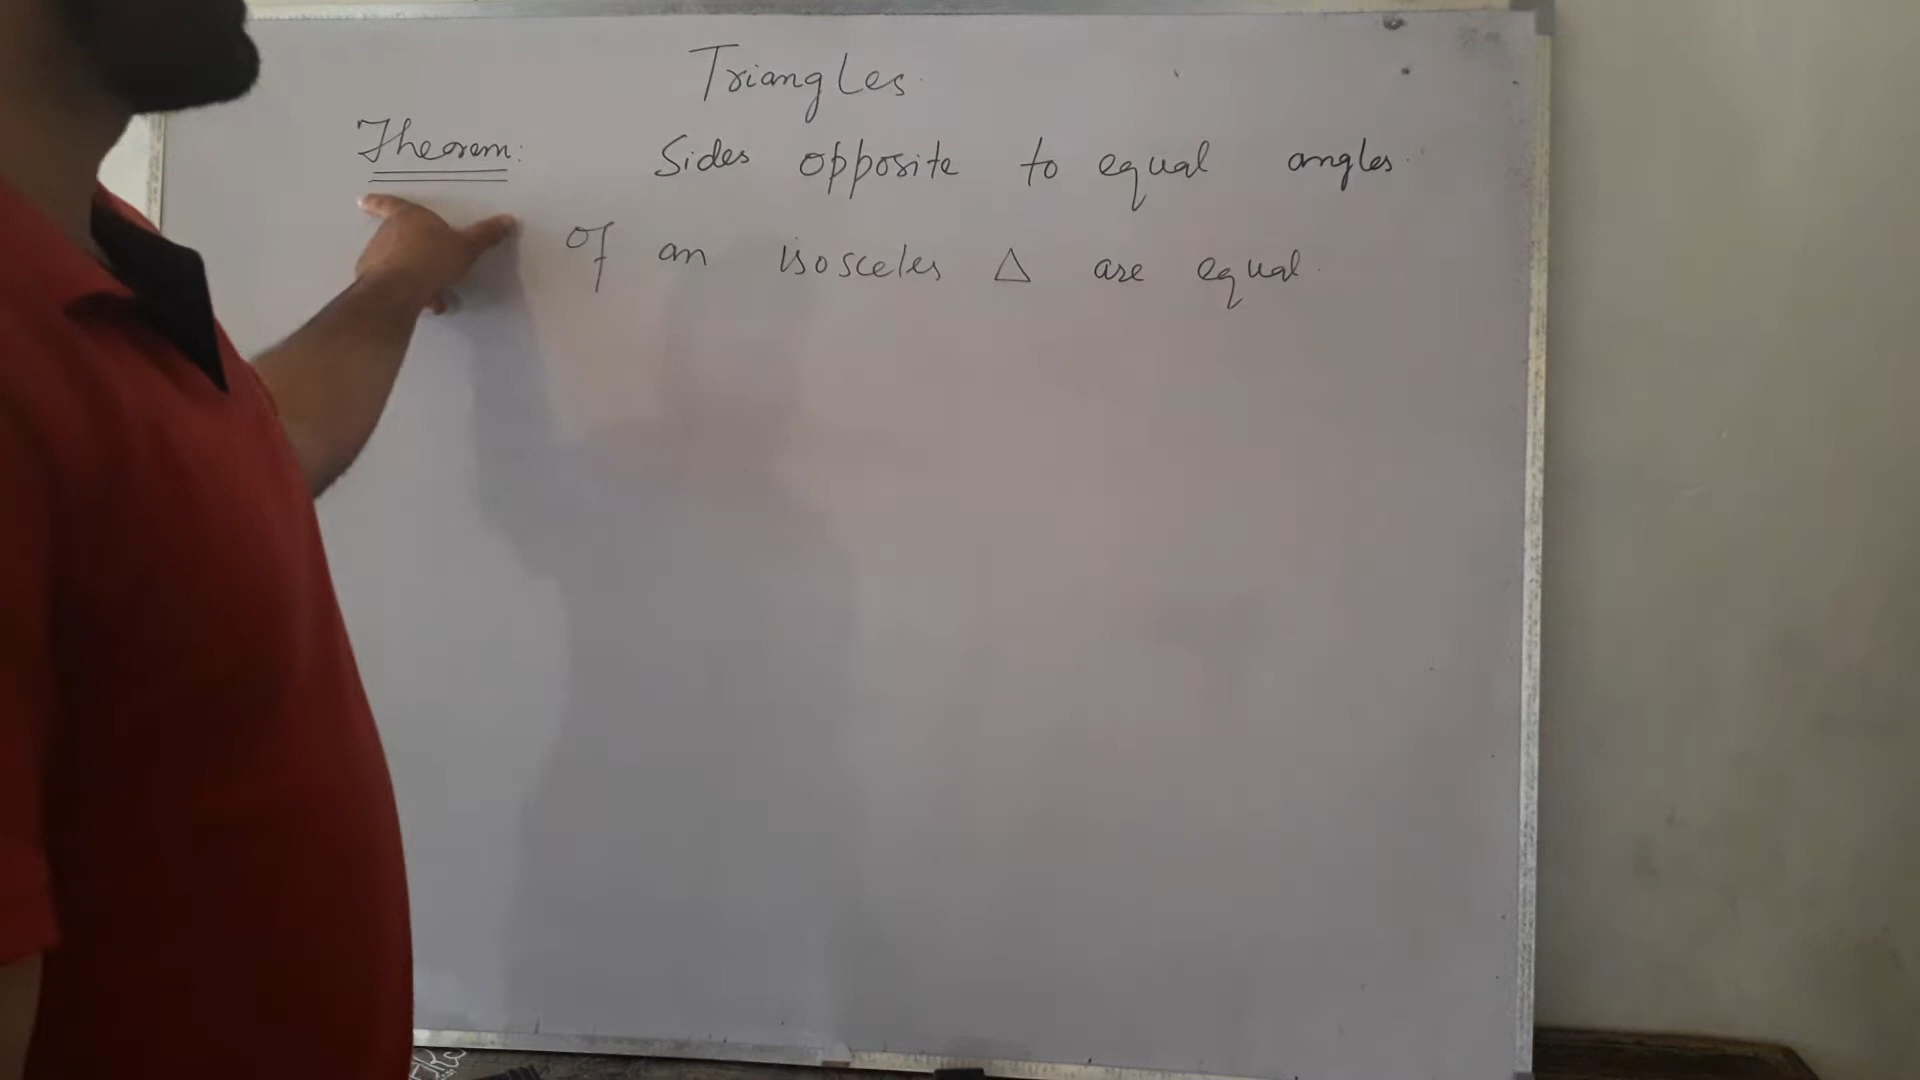 Triangles.
Theorem: Sides opposite to equal angles.
of an isosceles △ are equal.